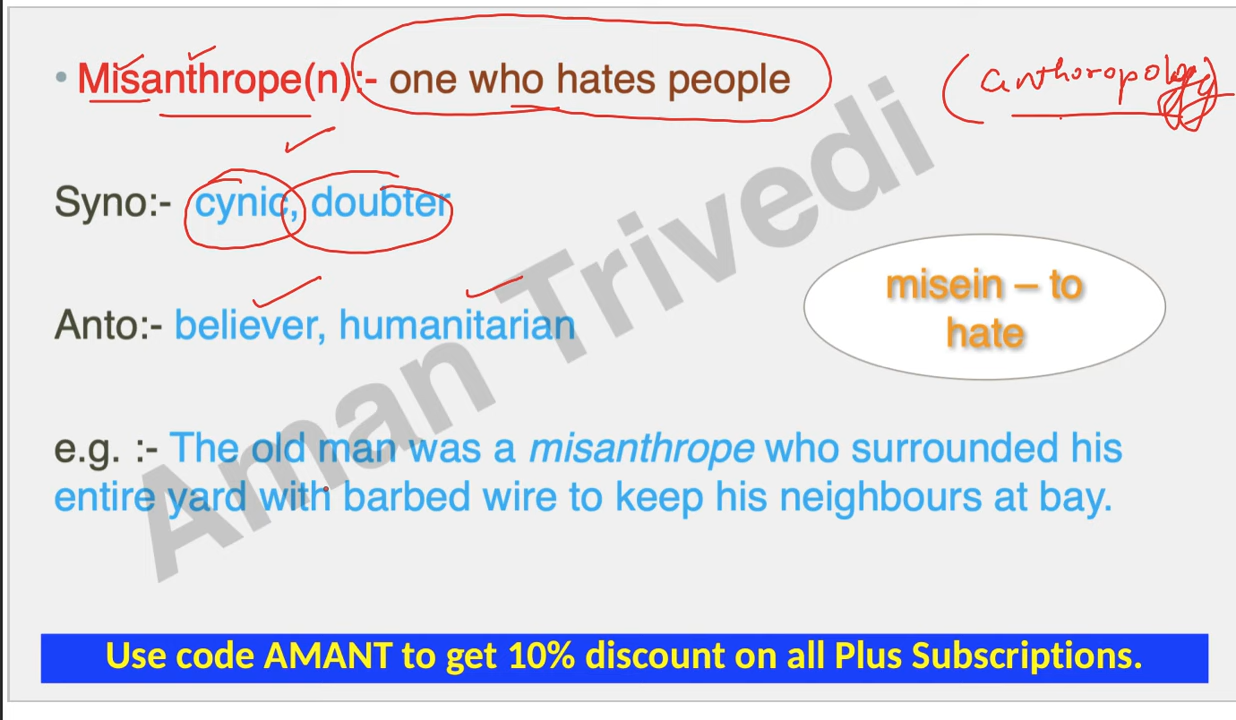 • Misanthrope(n):- one who hates people
(anthoropology)
Syno:- cynic, doubter
misein – to
hate
Anto:- believer, humanitarian
e.g. :- The old man was a misanthrope who surrounded his
entire yard with barbed wire to keep his neighbours at bay.
Aman Trivedi
Use code AMANT to get 10% discount on all Plus Subscriptions.